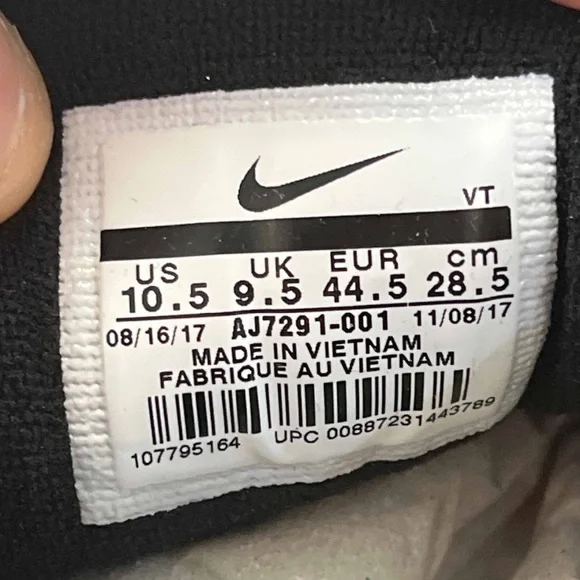 VT
US UK EUR cm
10.5 9.5 44.5 28.5
08/16/17 AJ7291-001 11/08/17
MADE IN VIETNAM
FABRIQUE AU VIETNAM
107795164 UPC 00887231443789